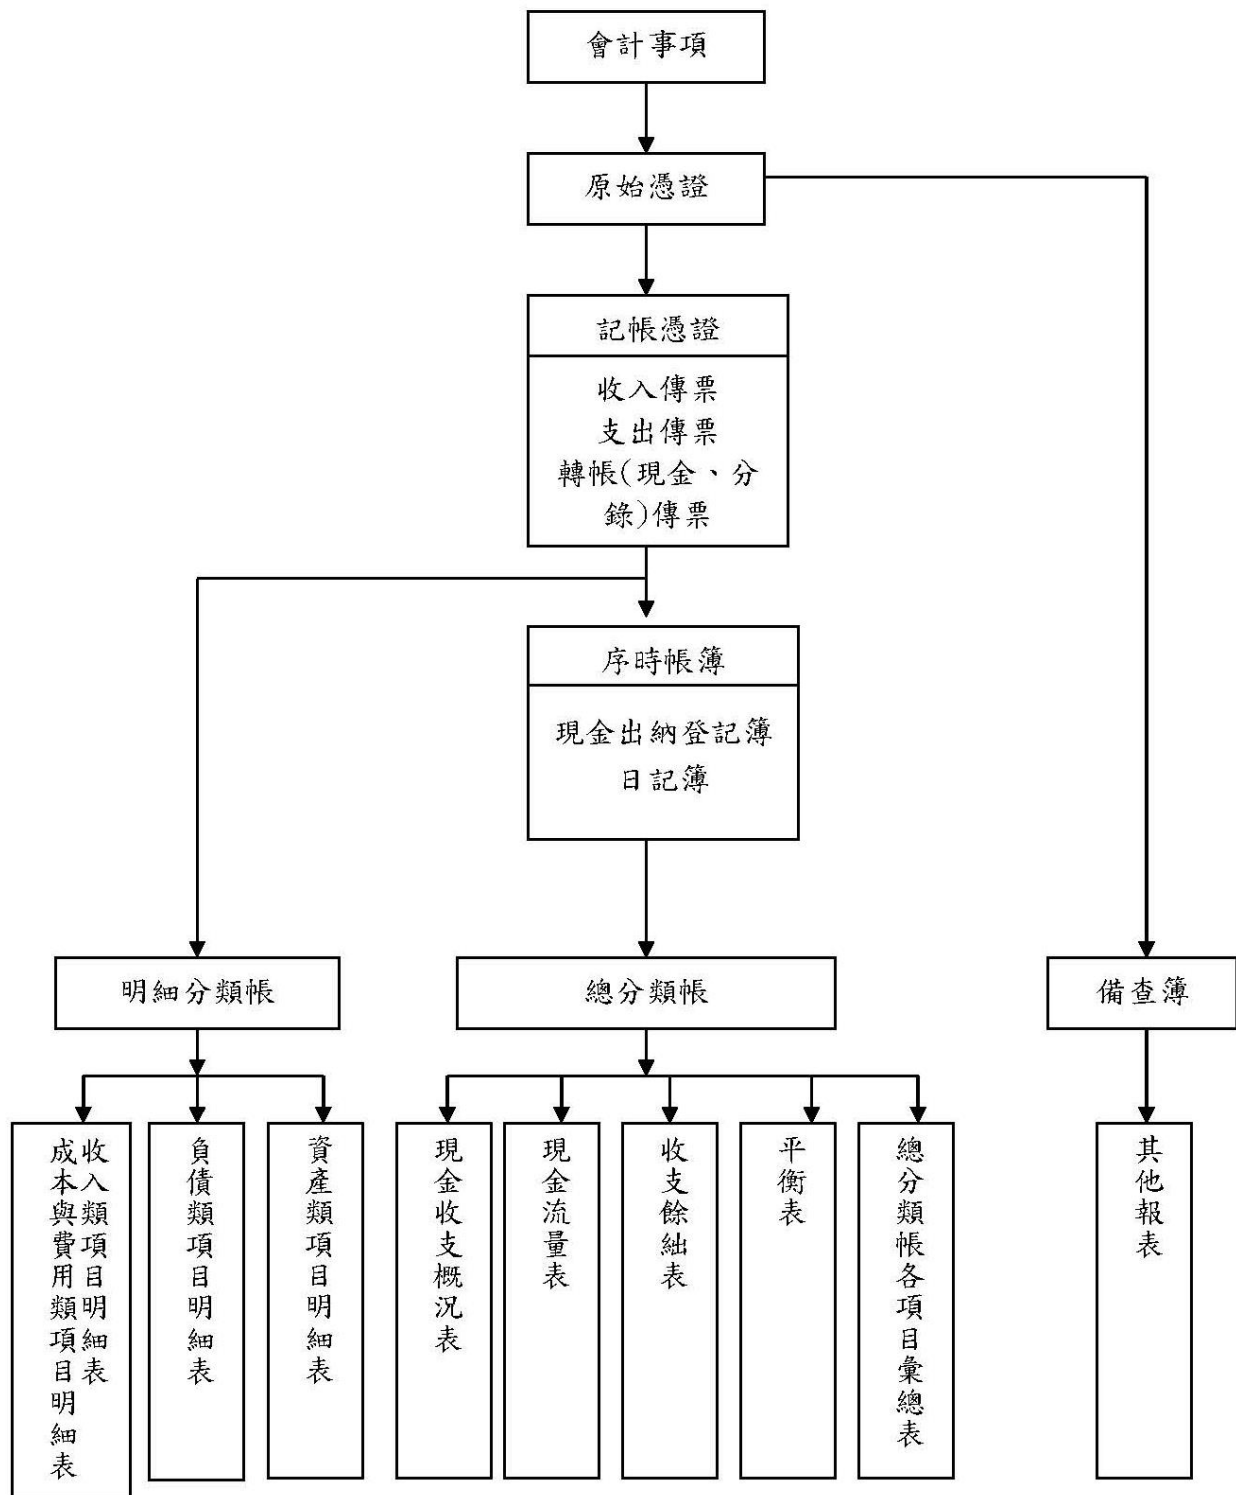 會計事項
原始憑證
記帳憑證
收入傳票
支出傳票
轉帳(現金、分
錄)傳票
序時帳簿
現金出納登記簿
日記簿
明細分類帳
總分類帳
備查簿
收入類項目明細表
成本與費用類項目明細表
負債類項目明細表
資產類項目明細表
現金收支概況表
現金流量表
收支餘絀表
平衡表
總分類帳各項目彙總表
其他報表